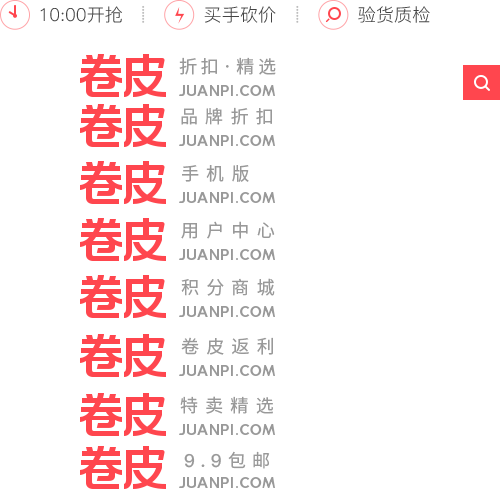 10:00开抢 买手砍价 验货质检
卷皮 折扣·精选
JUANPI.COM
卷皮 品牌折扣
JUANPI.COM
卷皮 手机版
JUANPI.COM
卷皮 用户中心
JUANPI.COM
卷皮 积分商城
JUANPI.COM
卷皮 卷皮返利
JUANPI.COM
卷皮 特卖精选
JUANPI.COM
卷皮 9.9包邮
JUANPI.COM